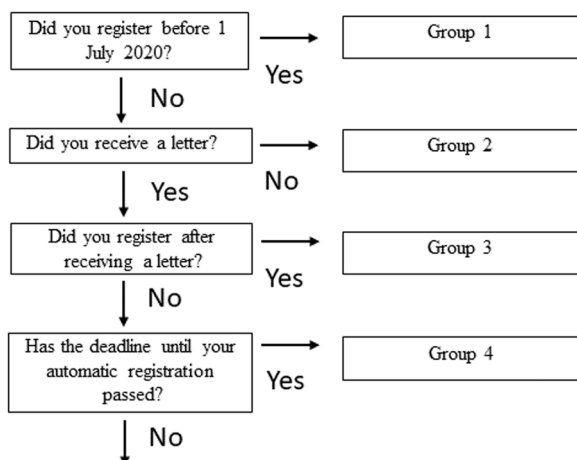 Did you register before 1
July 2020?
Group 1
Yes
No
Did you receive a letter?
Group 2
No
Yes
Did you register after
receiving a letter?
Group 3
Yes
No
Has the deadline until your
automatic registration
passed?
Group 4
Yes
No